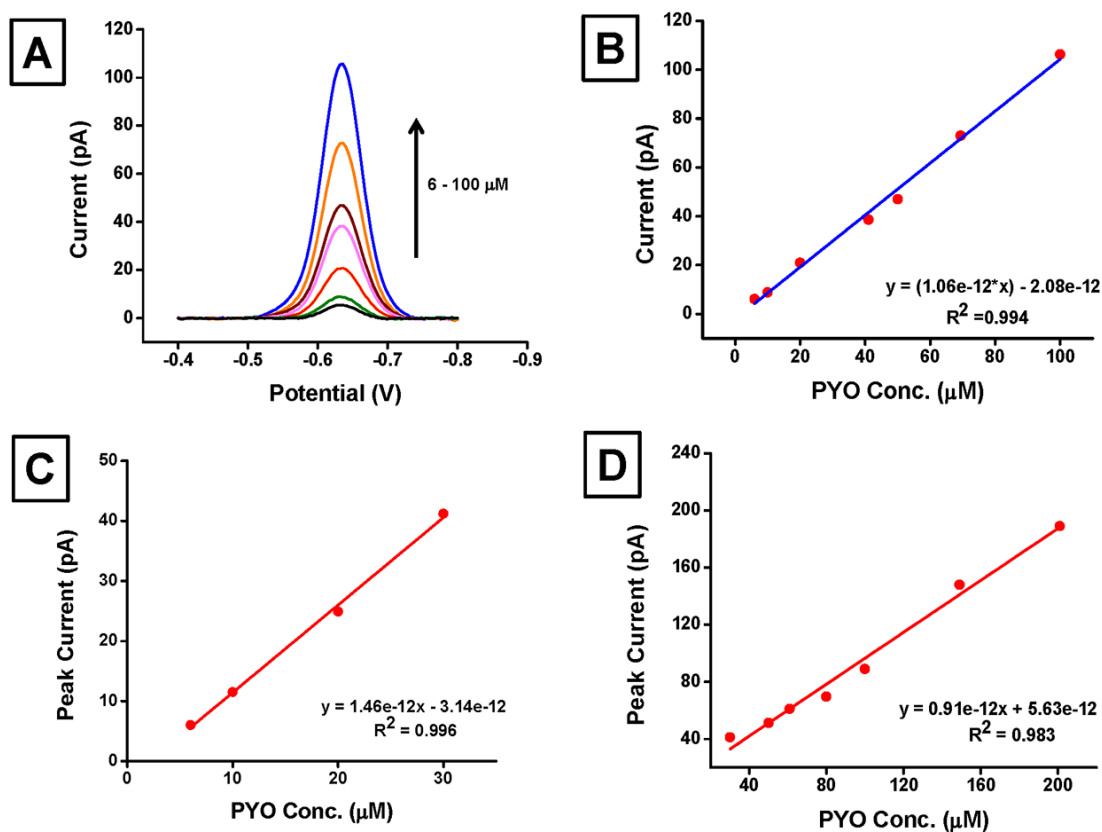 A
Current (pA)
120
100
80
60
40
20
0
6 - 100 μM
-0.4 -0.5 -0.6 -0.7 -0.8 -0.9
Potential (V)
B
Current (pA)
120
100
80
60
40
20
0
y = (1.06e-12*x) - 2.08e-12
R² =0.994
0 20 40 60 80 100
PYO Conc. (μM)
C
Peak Current (pA)
50
40
30
20
10
0
y = 1.46e-12x - 3.14e-12
R² = 0.996
0 10 20 30
PYO Conc. (μM)
D
Peak Current (pA)
240
200
160
120
80
40
y = 0.91e-12x + 5.63e-12
R² = 0.983
40 80 120 160 200
PYO Conc. (μM)